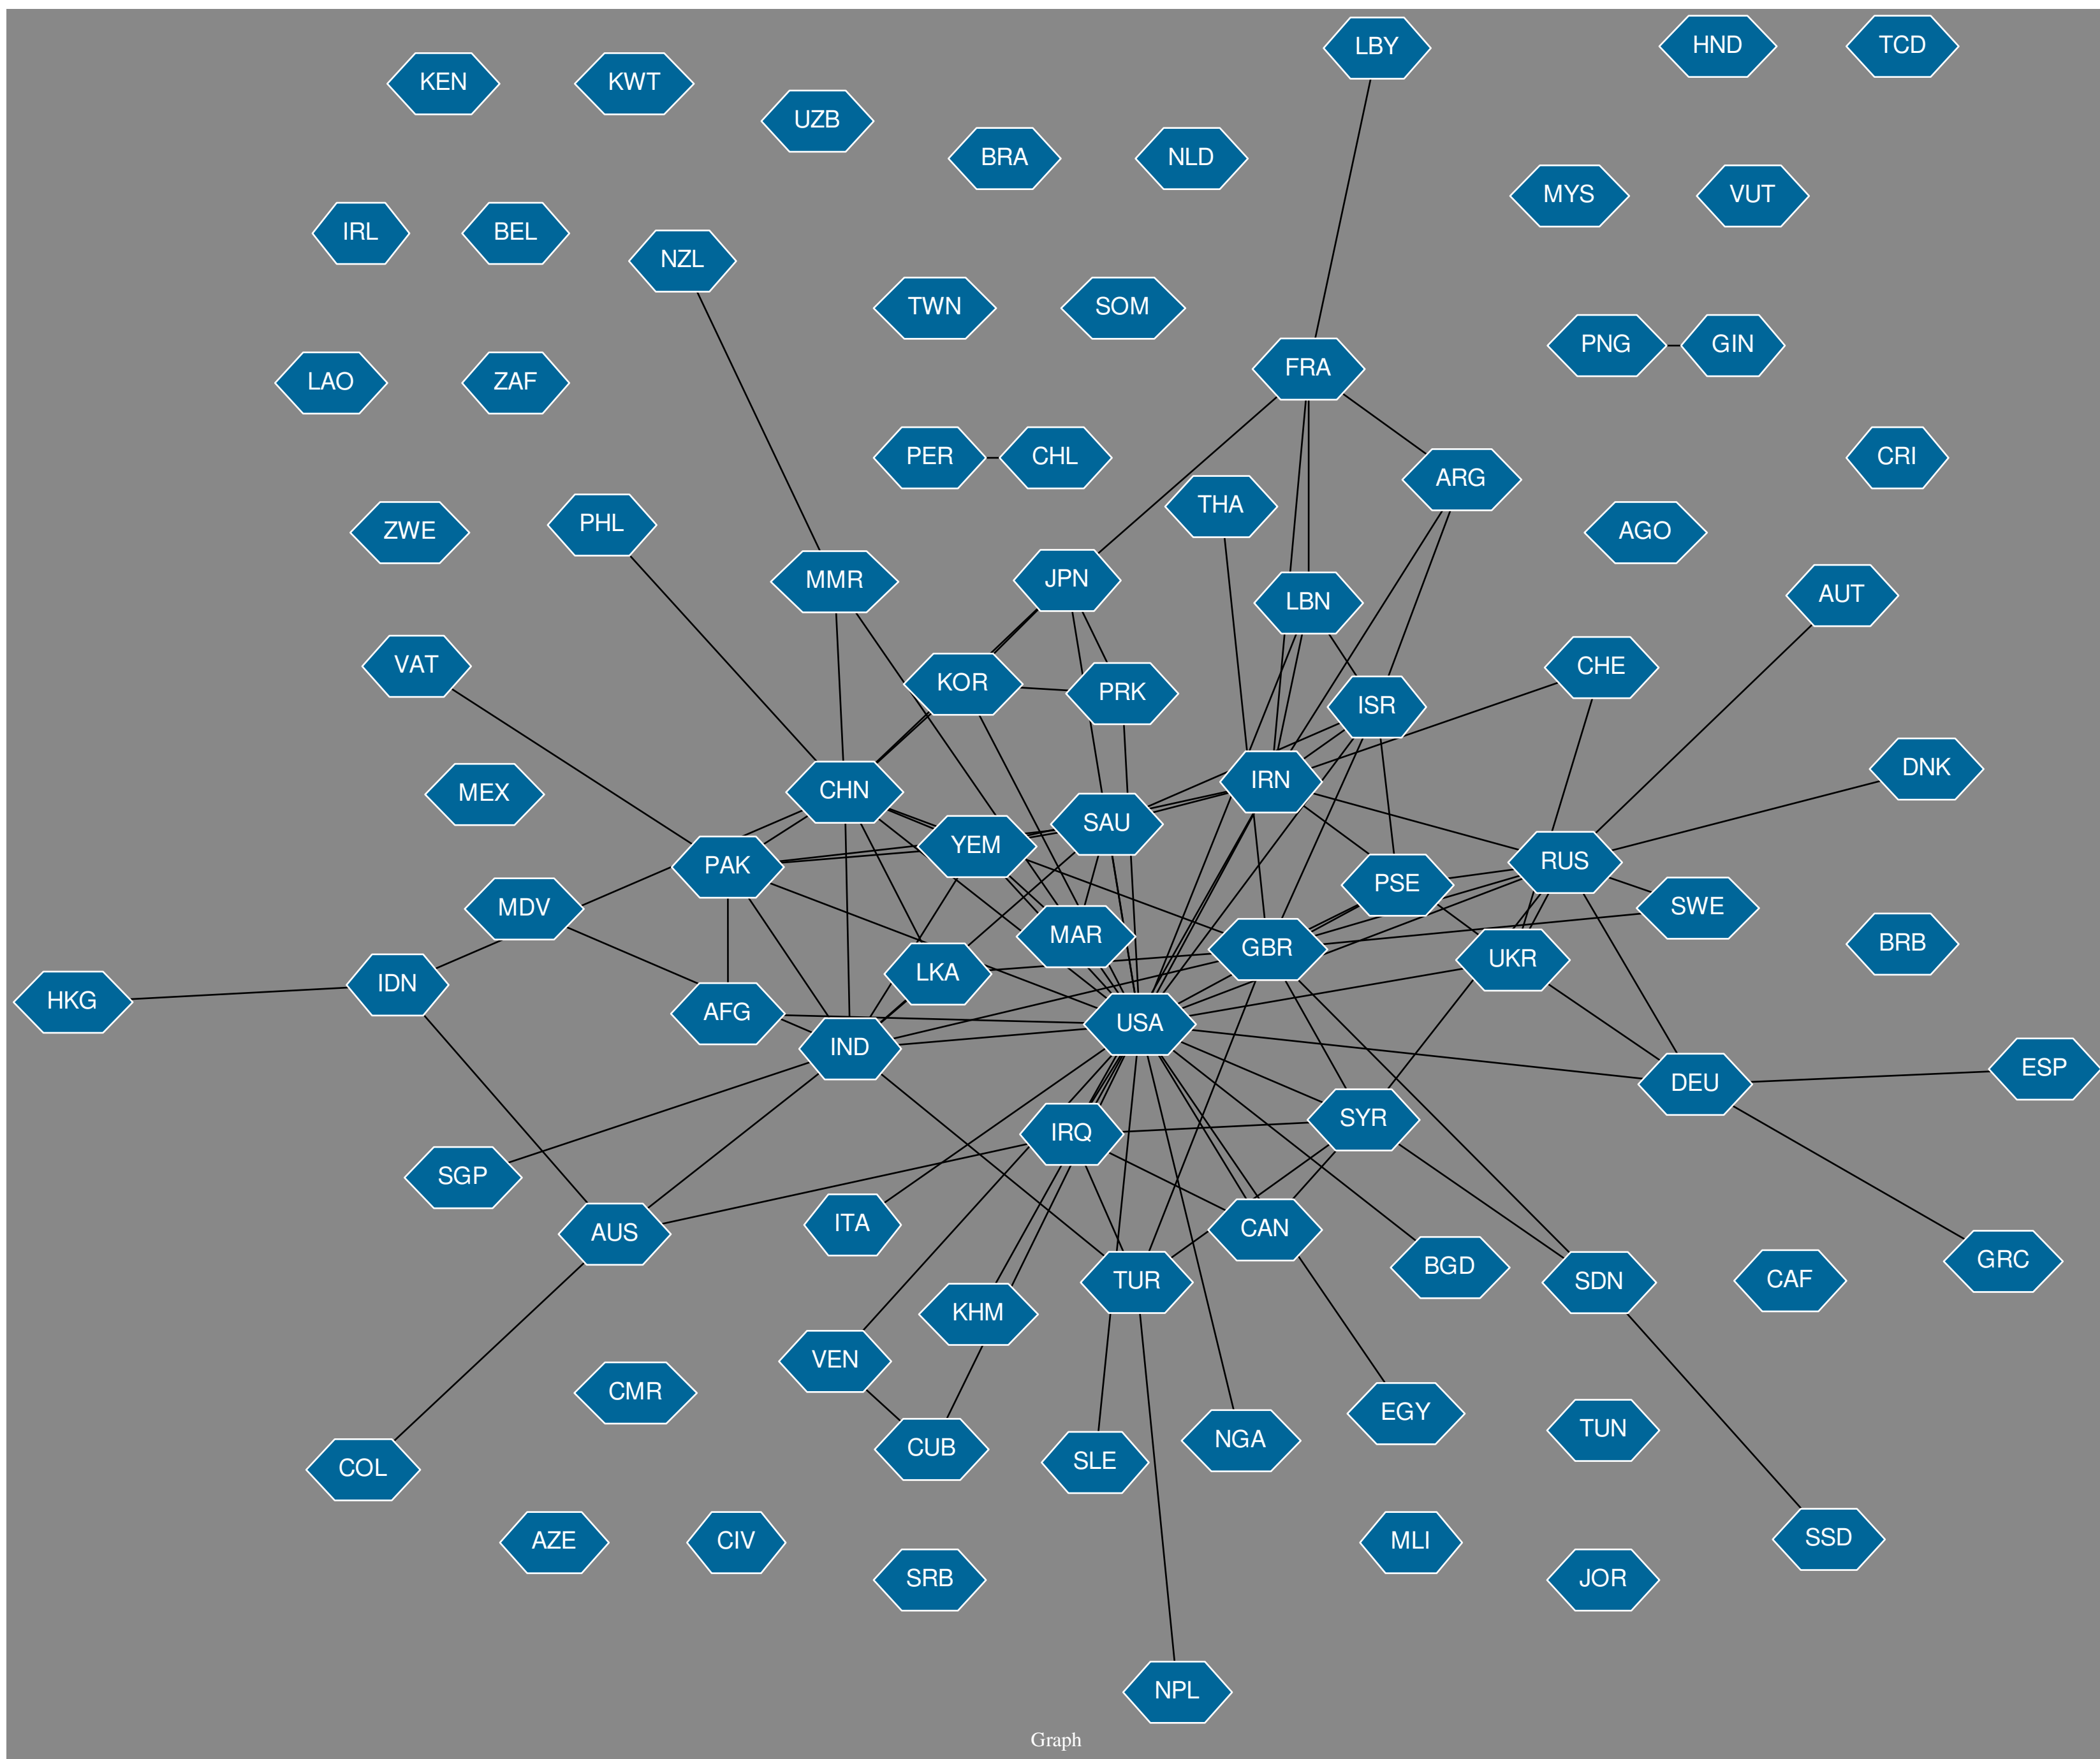 LBY
HND
TCD
KEN
KWT
UZB
BRA
NLD
MYS
VUT
IRL
BEL
NZL
TWN
SOM
PNG
GIN
FRA
LAO
ZAF
PER
CHL
CRI
ARG
THA
ZWE
PHL
AGO
MMR
JPN
LBN
AUT
VAT
CHE
KOR
PRK
ISR
DNK
IRN
MEX
CHN
SAU
YEM
RUS
PAK
PSE
SWE
MDV
MAR
GBR
BRB
UKR
LKA
IDN
HKG
AFG
USA
IND
ESP
DEU
SYR
IRQ
SGP
ITA
CAN
AUS
GRC
BGD
CAF
SDN
TUR
KHM
VEN
CMR
EGY
TUN
NGA
CUB
SLE
COL
SSD
AZE
CIV
MLI
SRB
JOR
NPL
Graph